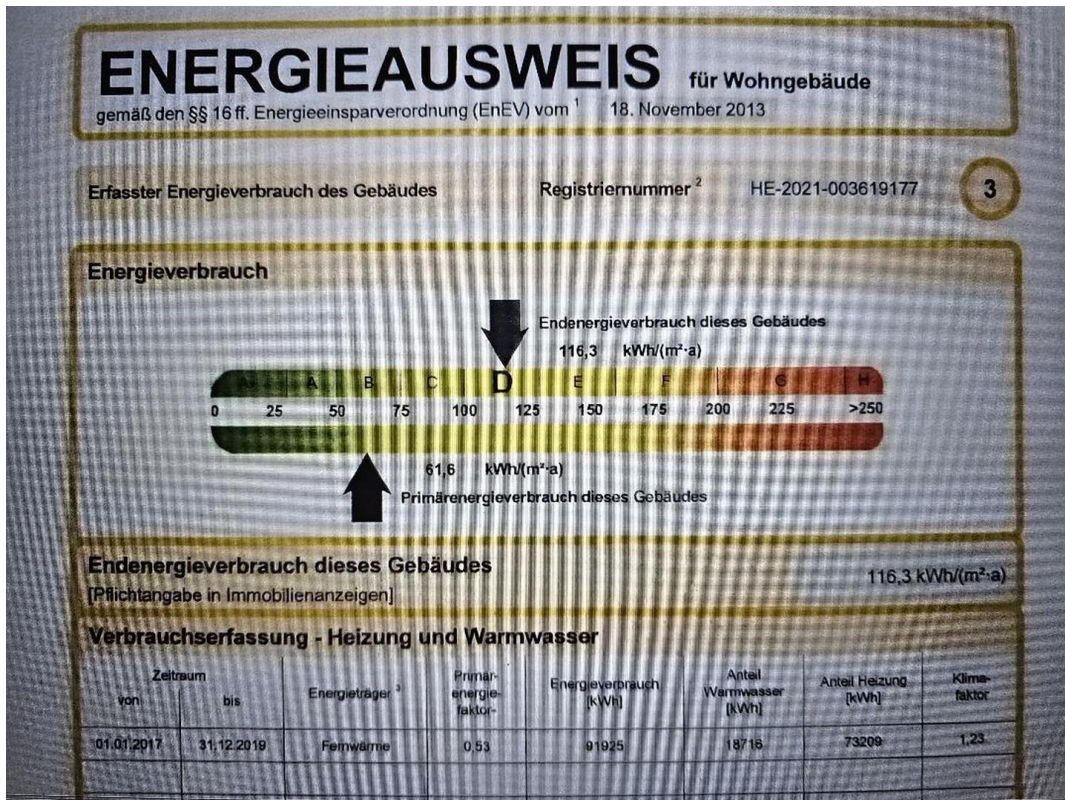 ENERGIEAUSWEIS für Wohngebäude
gemäß den §§ 16 ff. Energieeinsparverordnung (EnEV) vom 1 18. November 2013
Erfasster Energieverbrauch des Gebäudes Registriernummer 2 HE-2021-003619177 3
Energieverbrauch
Endenergieverbrauch dieses Gebäudes
116,3 kWh/(m²·a)
A+ A B C D E F G H
0 25 50 75 100 125 150 175 200 225 >250
61,6 kWh/(m²·a)
Primärenergieverbrauch dieses Gebäudes
Endenergieverbrauch dieses Gebäudes
116,3 kWh/(m²·a)
[Pflichtangabe in Immobilienanzeigen]
Verbrauchserfassung - Heizung und Warmwasser
Zeitraum
von bis
Energieträger 3
Primär-
energie-
faktor-
Energieverbrauch
[kWh]
Anteil
Warmwasser
[kWh]
Anteil Heizung
[kWh]
Klima-
faktor
01.01.2017 31.12.2019 Fernwärme 0,53 91925 18716 73209 1,23